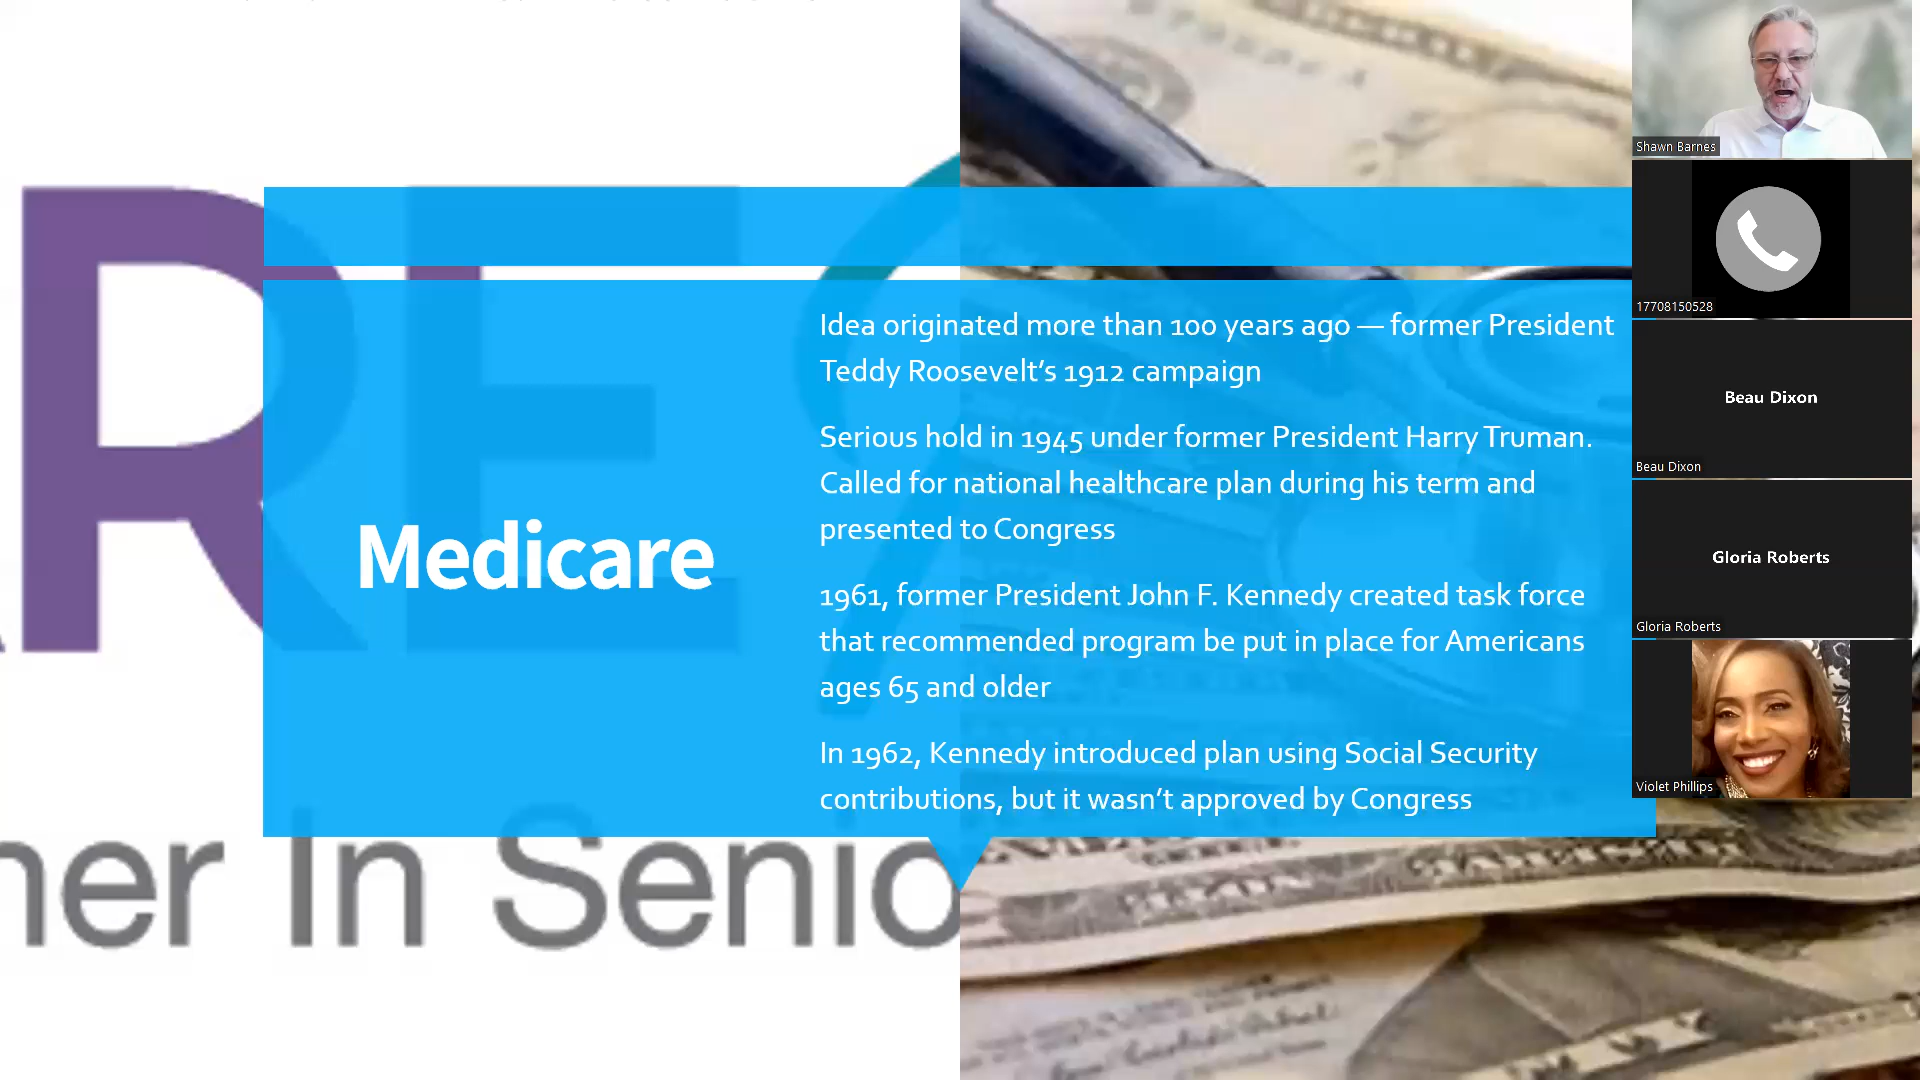 RE
Medicare
Idea originated more than 100 years ago — former President
Teddy Roosevelt’s 1912 campaign
Serious hold in 1945 under former President Harry Truman.
Called for national healthcare plan during his term and
presented to Congress
1961, former President John F. Kennedy created task force
that recommended program be put in place for Americans
ages 65 and older
In 1962, Kennedy introduced plan using Social Security
contributions, but it wasn’t approved by Congress
ner In Senio
Shawn Barnes
17708150528
Beau Dixon
Beau Dixon
Gloria Roberts
Gloria Roberts
Violet Phillips